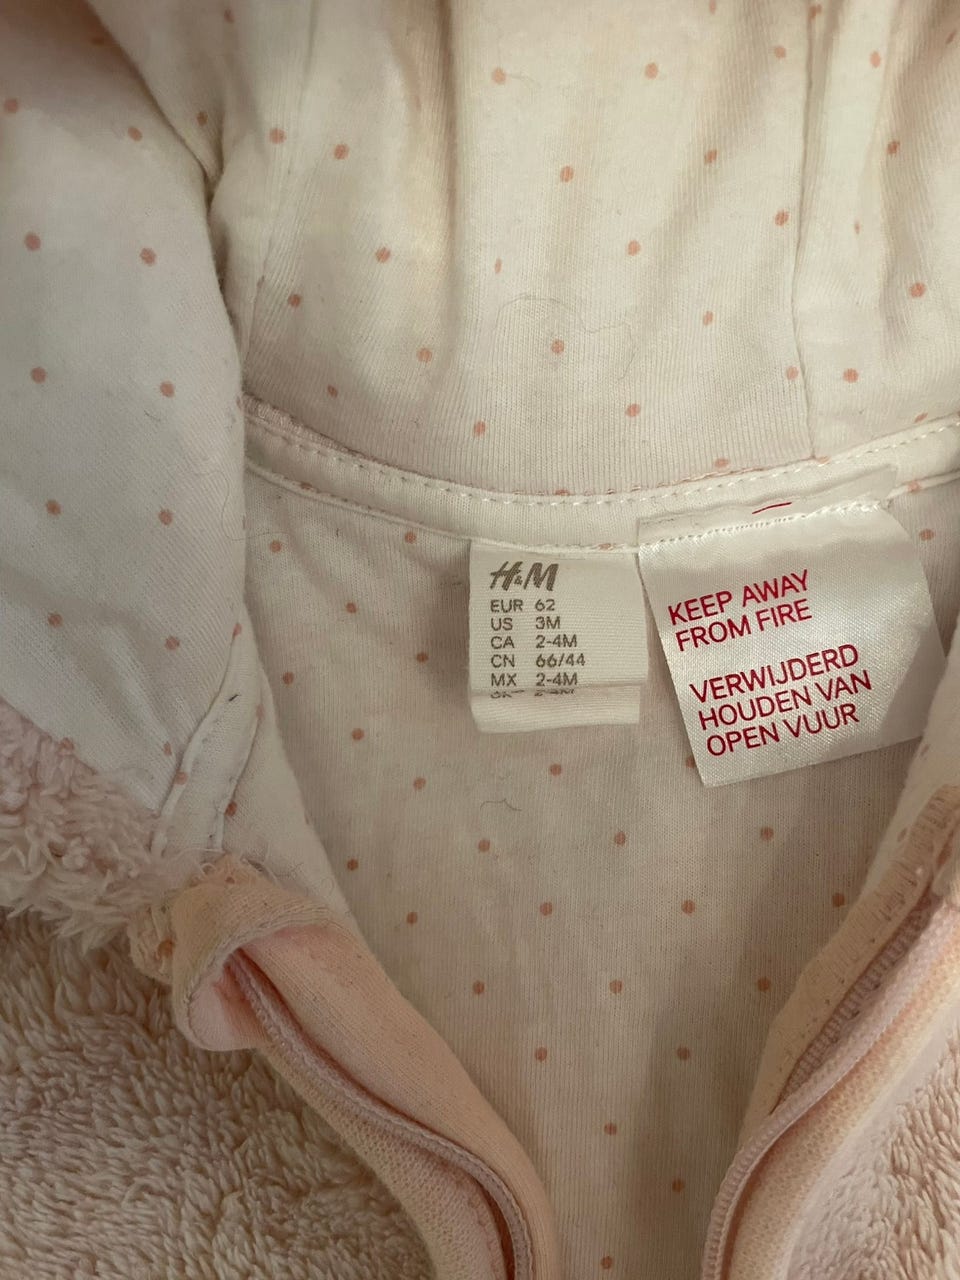 H&M
EUR 62
US 3M
CA 2-4M
CN 66/44
MX 2-4M
KEEP AWAY
FROM FIRE
VERWIJDERD
HOUDEN VAN
OPEN VUUR